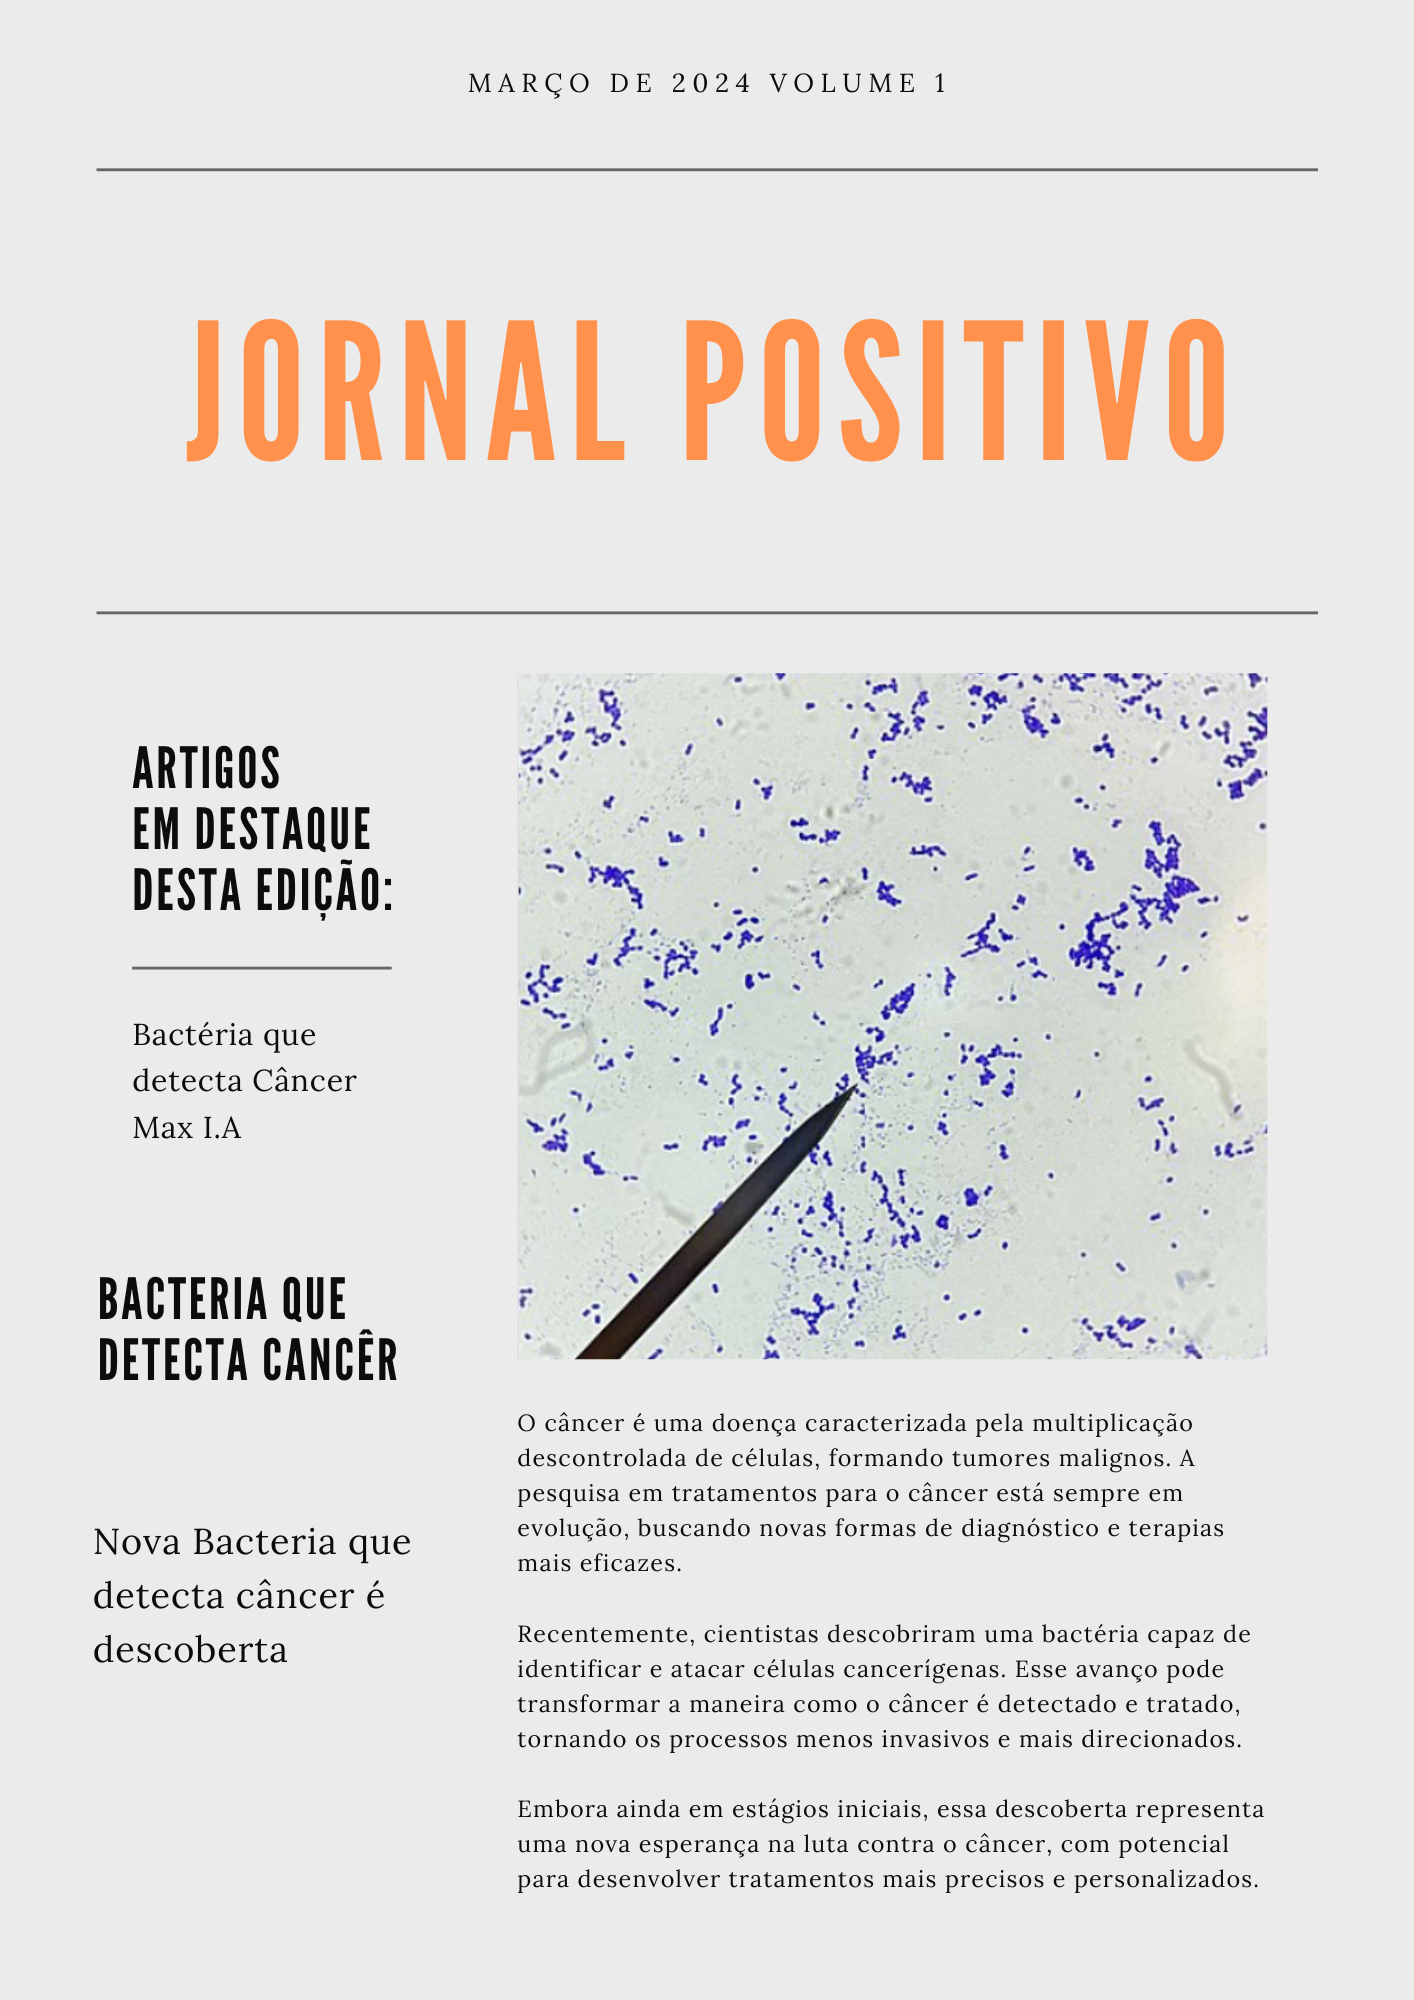 MARÇO DE 2024 VOLUME 1
JORNAL POSITIVO
ARTIGOS
EM DESTAQUE
DESTA EDIÇÃO:
Bactéria que
detecta Câncer
Max I.A
BACTERIA QUE
DETECTA CANCÊR
Nova Bacteria que
detecta câncer é
descoberta
O câncer é uma doença caracterizada pela multiplicação
descontrolada de células, formando tumores malignos. A
pesquisa em tratamentos para o câncer está sempre em
evolução, buscando novas formas de diagnóstico e terapias
mais eficazes.
Recentemente, cientistas descobriram uma bactéria capaz de
identificar e atacar células cancerígenas. Esse avanço pode
transformar a maneira como o câncer é detectado e tratado,
tornando os processos menos invasivos e mais direcionados.
Embora ainda em estágios iniciais, essa descoberta representa
uma nova esperança na luta contra o câncer, com potencial
para desenvolver tratamentos mais precisos e personalizados.